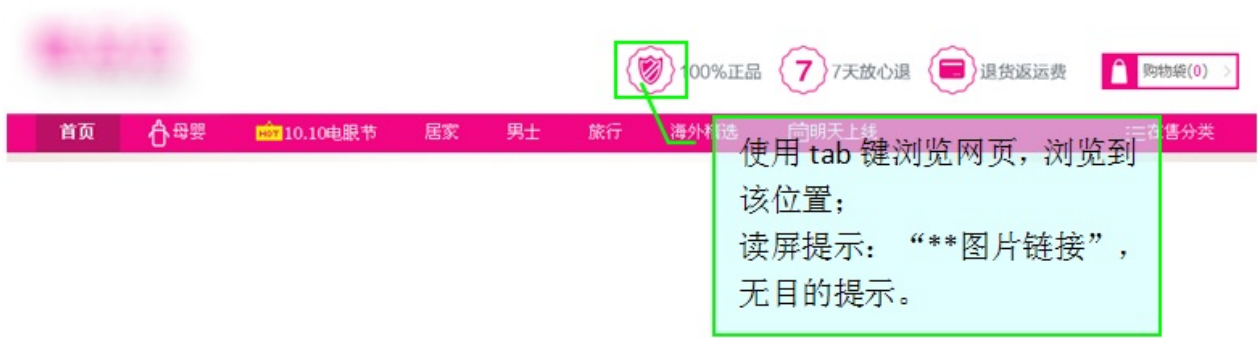 100%正品 7 7天放心退 退货返运费 购物袋(0) >
首页 母婴 HOT 10.10电眼节 居家 男士 旅行 海外精选 明天上线 在售分类
使用 tab 键浏览网页，浏览到
该位置；
读屏提示：“**图片链接”，
无目的提示。